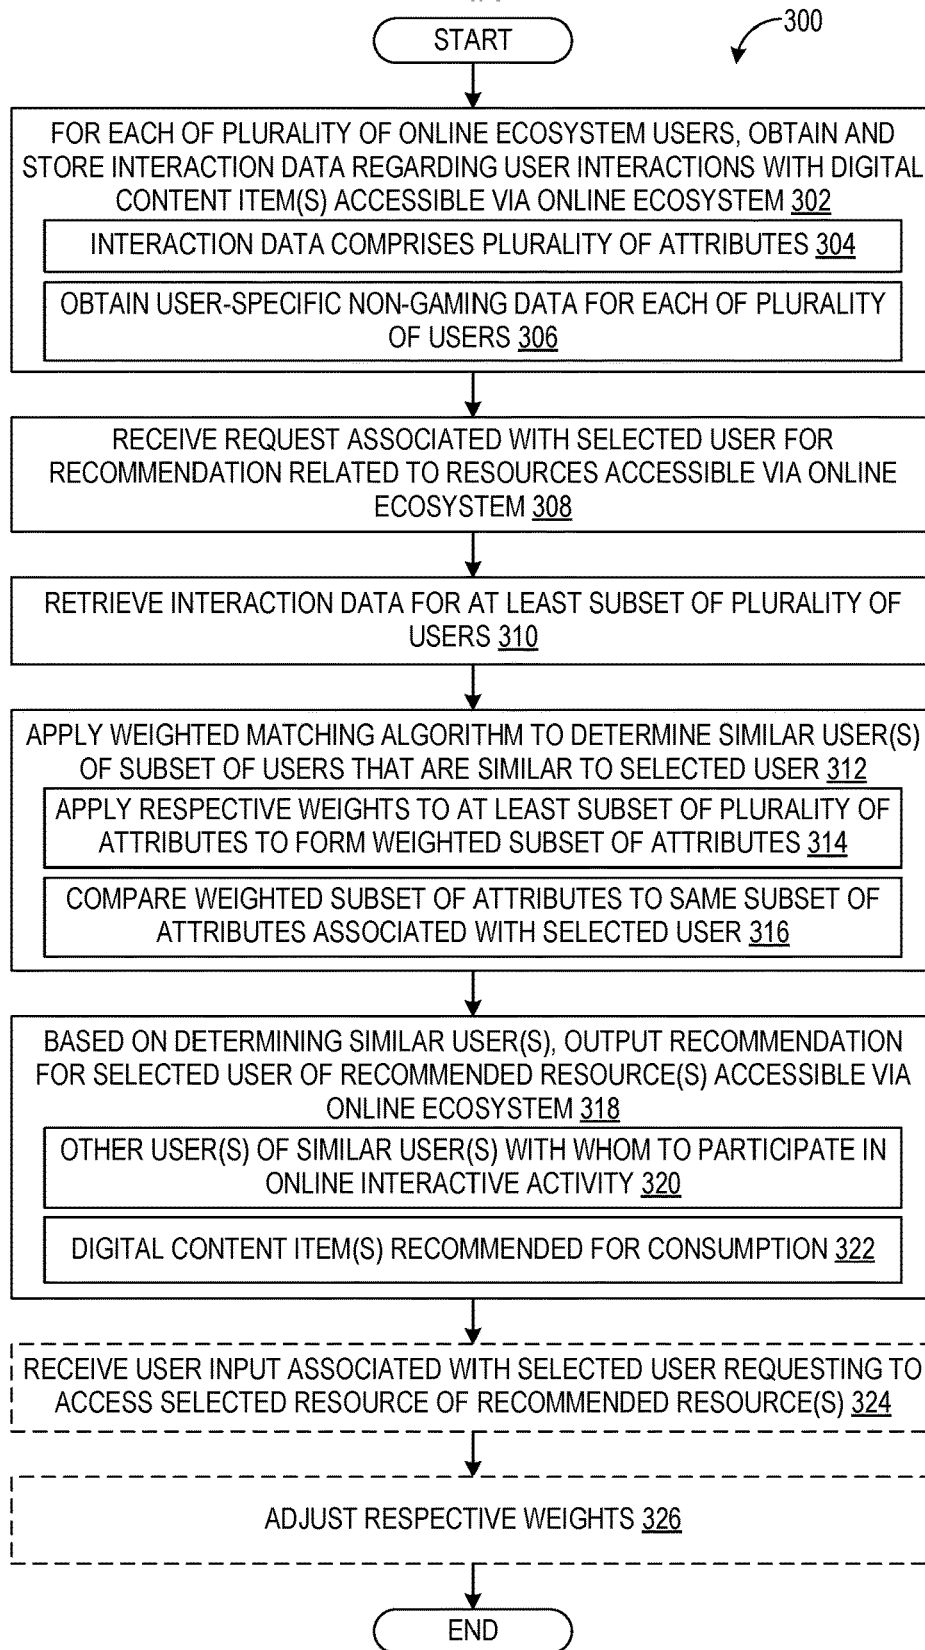 START
300
FOR EACH OF PLURALITY OF ONLINE ECOSYSTEM USERS, OBTAIN AND
STORE INTERACTION DATA REGARDING USER INTERACTIONS WITH DIGITAL
CONTENT ITEM(S) ACCESSIBLE VIA ONLINE ECOSYSTEM 302
INTERACTION DATA COMPRISES PLURALITY OF ATTRIBUTES 304
OBTAIN USER-SPECIFIC NON-GAMING DATA FOR EACH OF PLURALITY
OF USERS 306
RECEIVE REQUEST ASSOCIATED WITH SELECTED USER FOR
RECOMMENDATION RELATED TO RESOURCES ACCESSIBLE VIA ONLINE
ECOSYSTEM 308
RETRIEVE INTERACTION DATA FOR AT LEAST SUBSET OF PLURALITY OF
USERS 310
APPLY WEIGHTED MATCHING ALGORITHM TO DETERMINE SIMILAR USER(S)
OF SUBSET OF USERS THAT ARE SIMILAR TO SELECTED USER 312
APPLY RESPECTIVE WEIGHTS TO AT LEAST SUBSET OF PLURALITY OF
ATTRIBUTES TO FORM WEIGHTED SUBSET OF ATTRIBUTES 314
COMPARE WEIGHTED SUBSET OF ATTRIBUTES TO SAME SUBSET OF
ATTRIBUTES ASSOCIATED WITH SELECTED USER 316
BASED ON DETERMINING SIMILAR USER(S), OUTPUT RECOMMENDATION
FOR SELECTED USER OF RECOMMENDED RESOURCE(S) ACCESSIBLE VIA
ONLINE ECOSYSTEM 318
OTHER USER(S) OF SIMILAR USER(S) WITH WHOM TO PARTICIPATE IN
ONLINE INTERACTIVE ACTIVITY 320
DIGITAL CONTENT ITEM(S) RECOMMENDED FOR CONSUMPTION 322
RECEIVE USER INPUT ASSOCIATED WITH SELECTED USER REQUESTING TO
ACCESS SELECTED RESOURCE OF RECOMMENDED RESOURCE(S) 324
ADJUST RESPECTIVE WEIGHTS 326
END